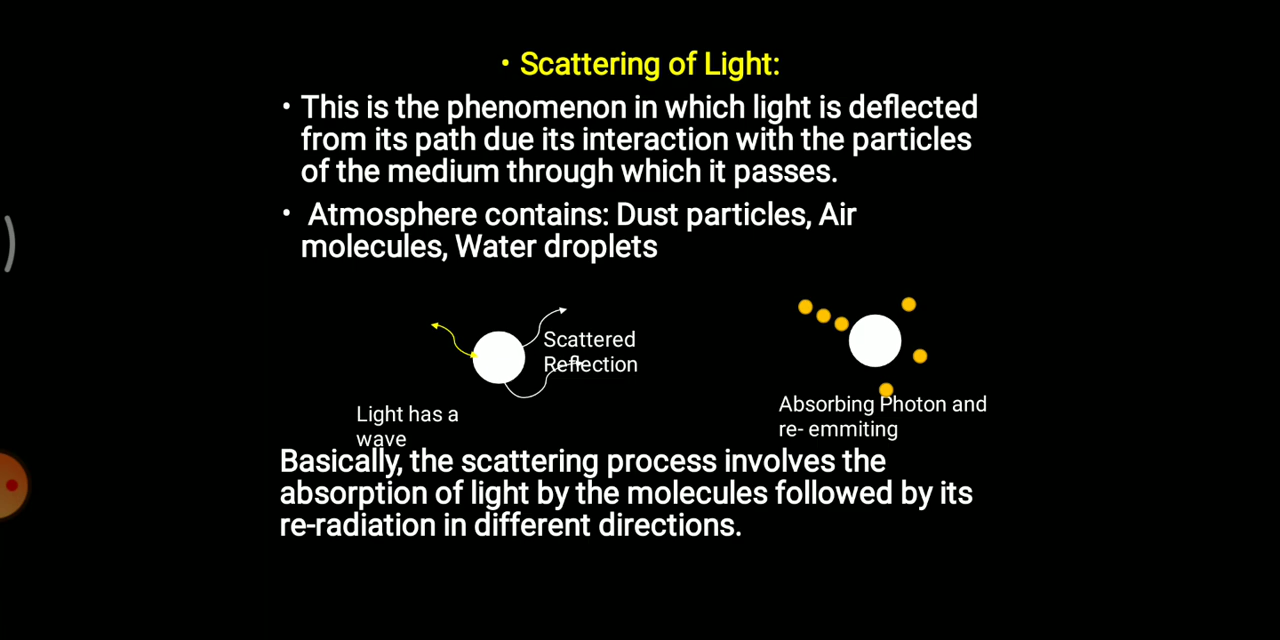 • Scattering of Light:
• This is the phenomenon in which light is deflected
from its path due its interaction with the particles
of the medium through which it passes.
• Atmosphere contains: Dust particles, Air
molecules, Water droplets
Scattered
Reflection
Light has a
wave
Absorbing Photon and
re- emmiting
Basically, the scattering process involves the
absorption of light by the molecules followed by its
re-radiation in different directions.